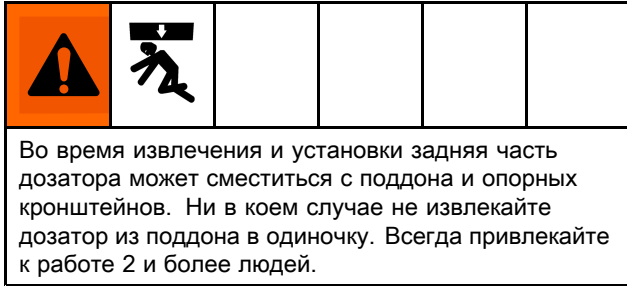 Во время извлечения и установки задняя часть
дозатора может сместиться с поддона и опорных
кронштейнов. Ни в коем случае не извлекайте
дозатор из поддона в одиночку. Всегда привлекайте
к работе 2 и более людей.